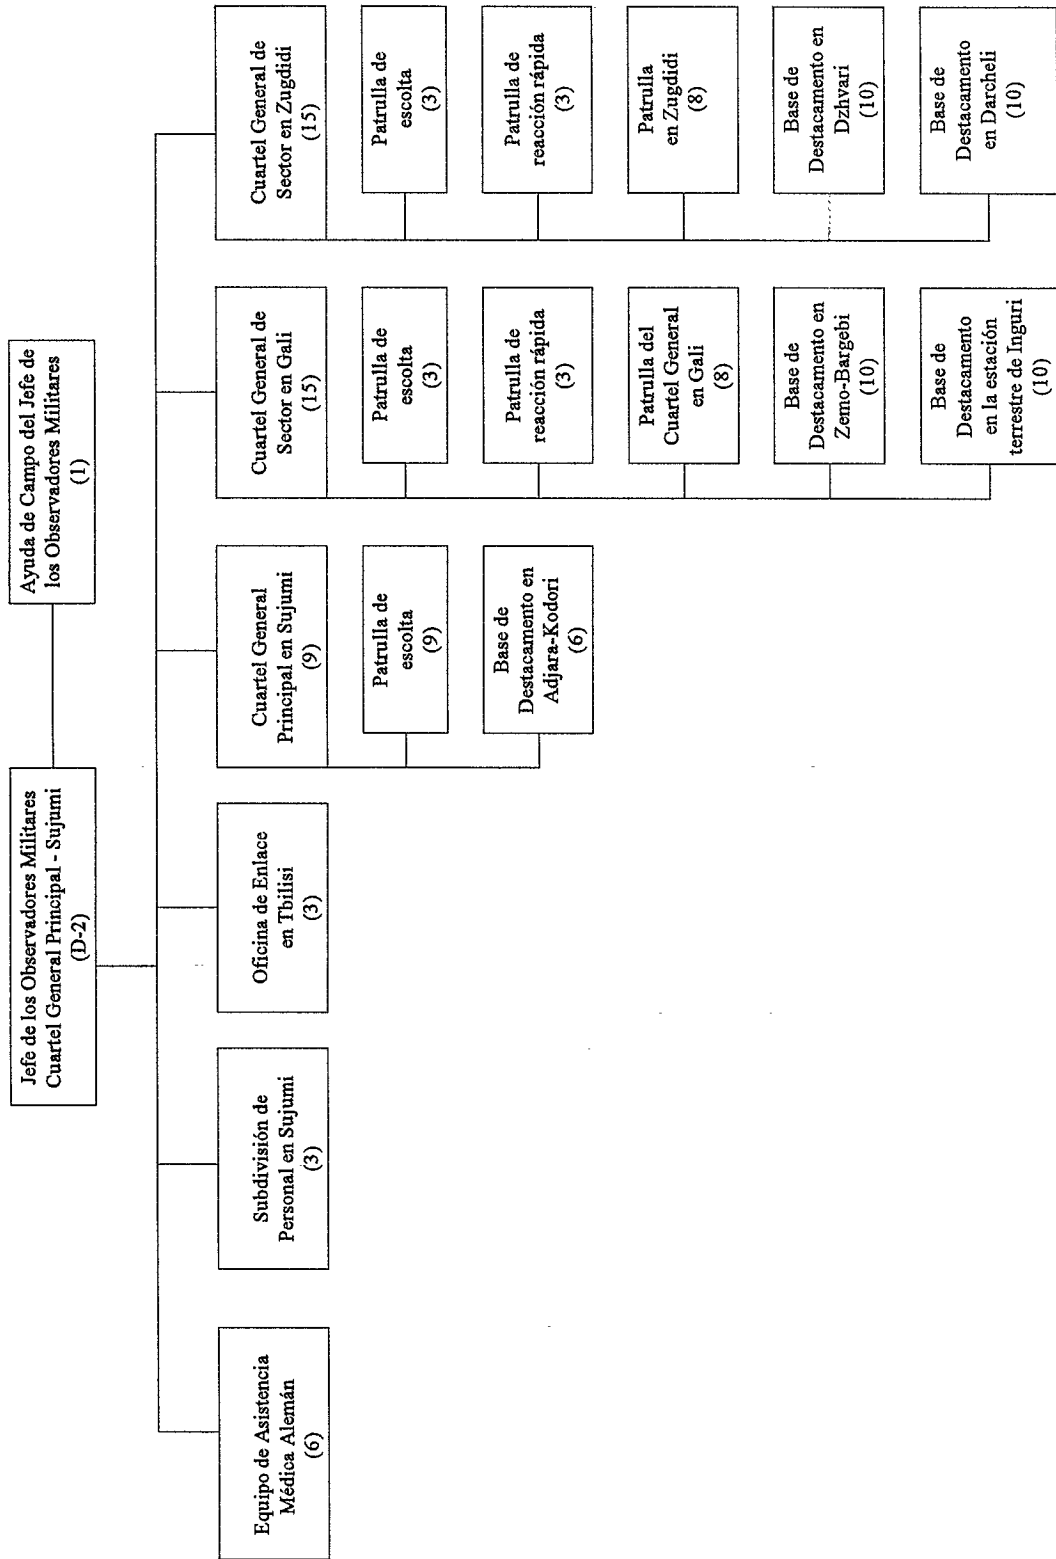 Jefe de los Observadores Militares
Cuartel General Principal - Sujumi
(D-2)
Ayuda de Campo del Jefe de
los Observadores Militares
(1)
Equipo de Asistencia
Médica Alemán
(6)
Subdivisión de
Personal en Sujumi
(3)
Oficina de Enlace
en Tbilisi
(3)
Cuartel General
Principal en Sujumi
(9)
Patrulla de
escolta
(9)
Base de
Destacamento en
Adjara-Kodori
(6)
Cuartel General de
Sector en Gali
(15)
Patrulla de
escolta
(3)
Patrulla de
reacción rápida
(3)
Patrulla del
Cuartel General
en Gali
(8)
Base de
Destacamento en
Zemo-Bargebi
(10)
Base de
Destacamento
en la estación
terrestre de Inguri
(10)
Cuartel General de
Sector en Zugdidi
(15)
Patrulla de
escolta
(3)
Patrulla de
reacción rápida
(3)
Patrulla
en Zugdidi
(8)
Base de
Destacamento en
Dzhvari
(10)
Base de
Destacamento
en Darcheli
(10)